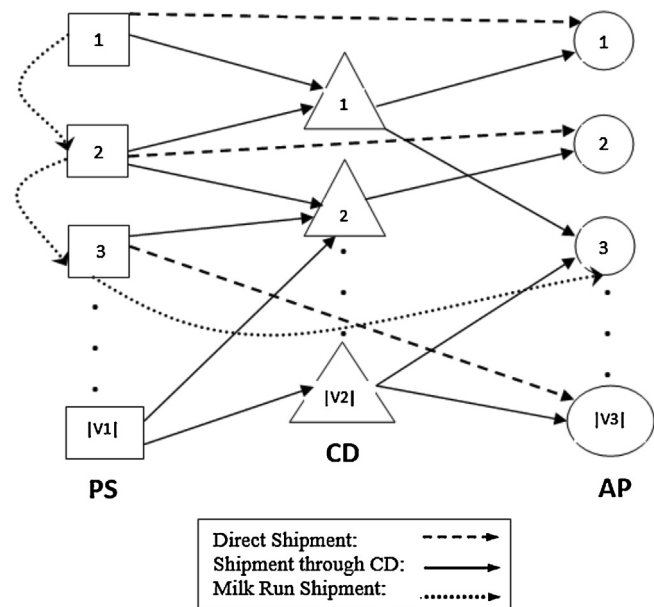 1
1
1
2
2
2
3
3
|V1|
|V2|
|V3|
PS
CD
AP
Direct Shipment:
Shipment through CD:
Milk Run Shipment: